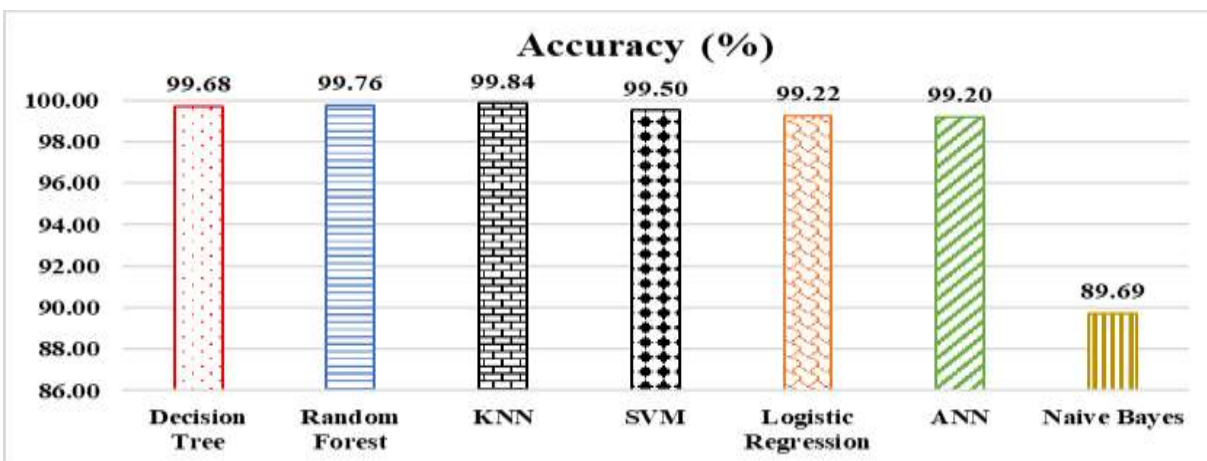 Accuracy (%)
99.68 99.76 99.84 99.50 99.22 99.20 89.69
100.00
98.00
96.00
94.00
92.00
90.00
88.00
86.00
Decision Tree
Random Forest
KNN
SVM
Logistic Regression
ANN
Naive Bayes